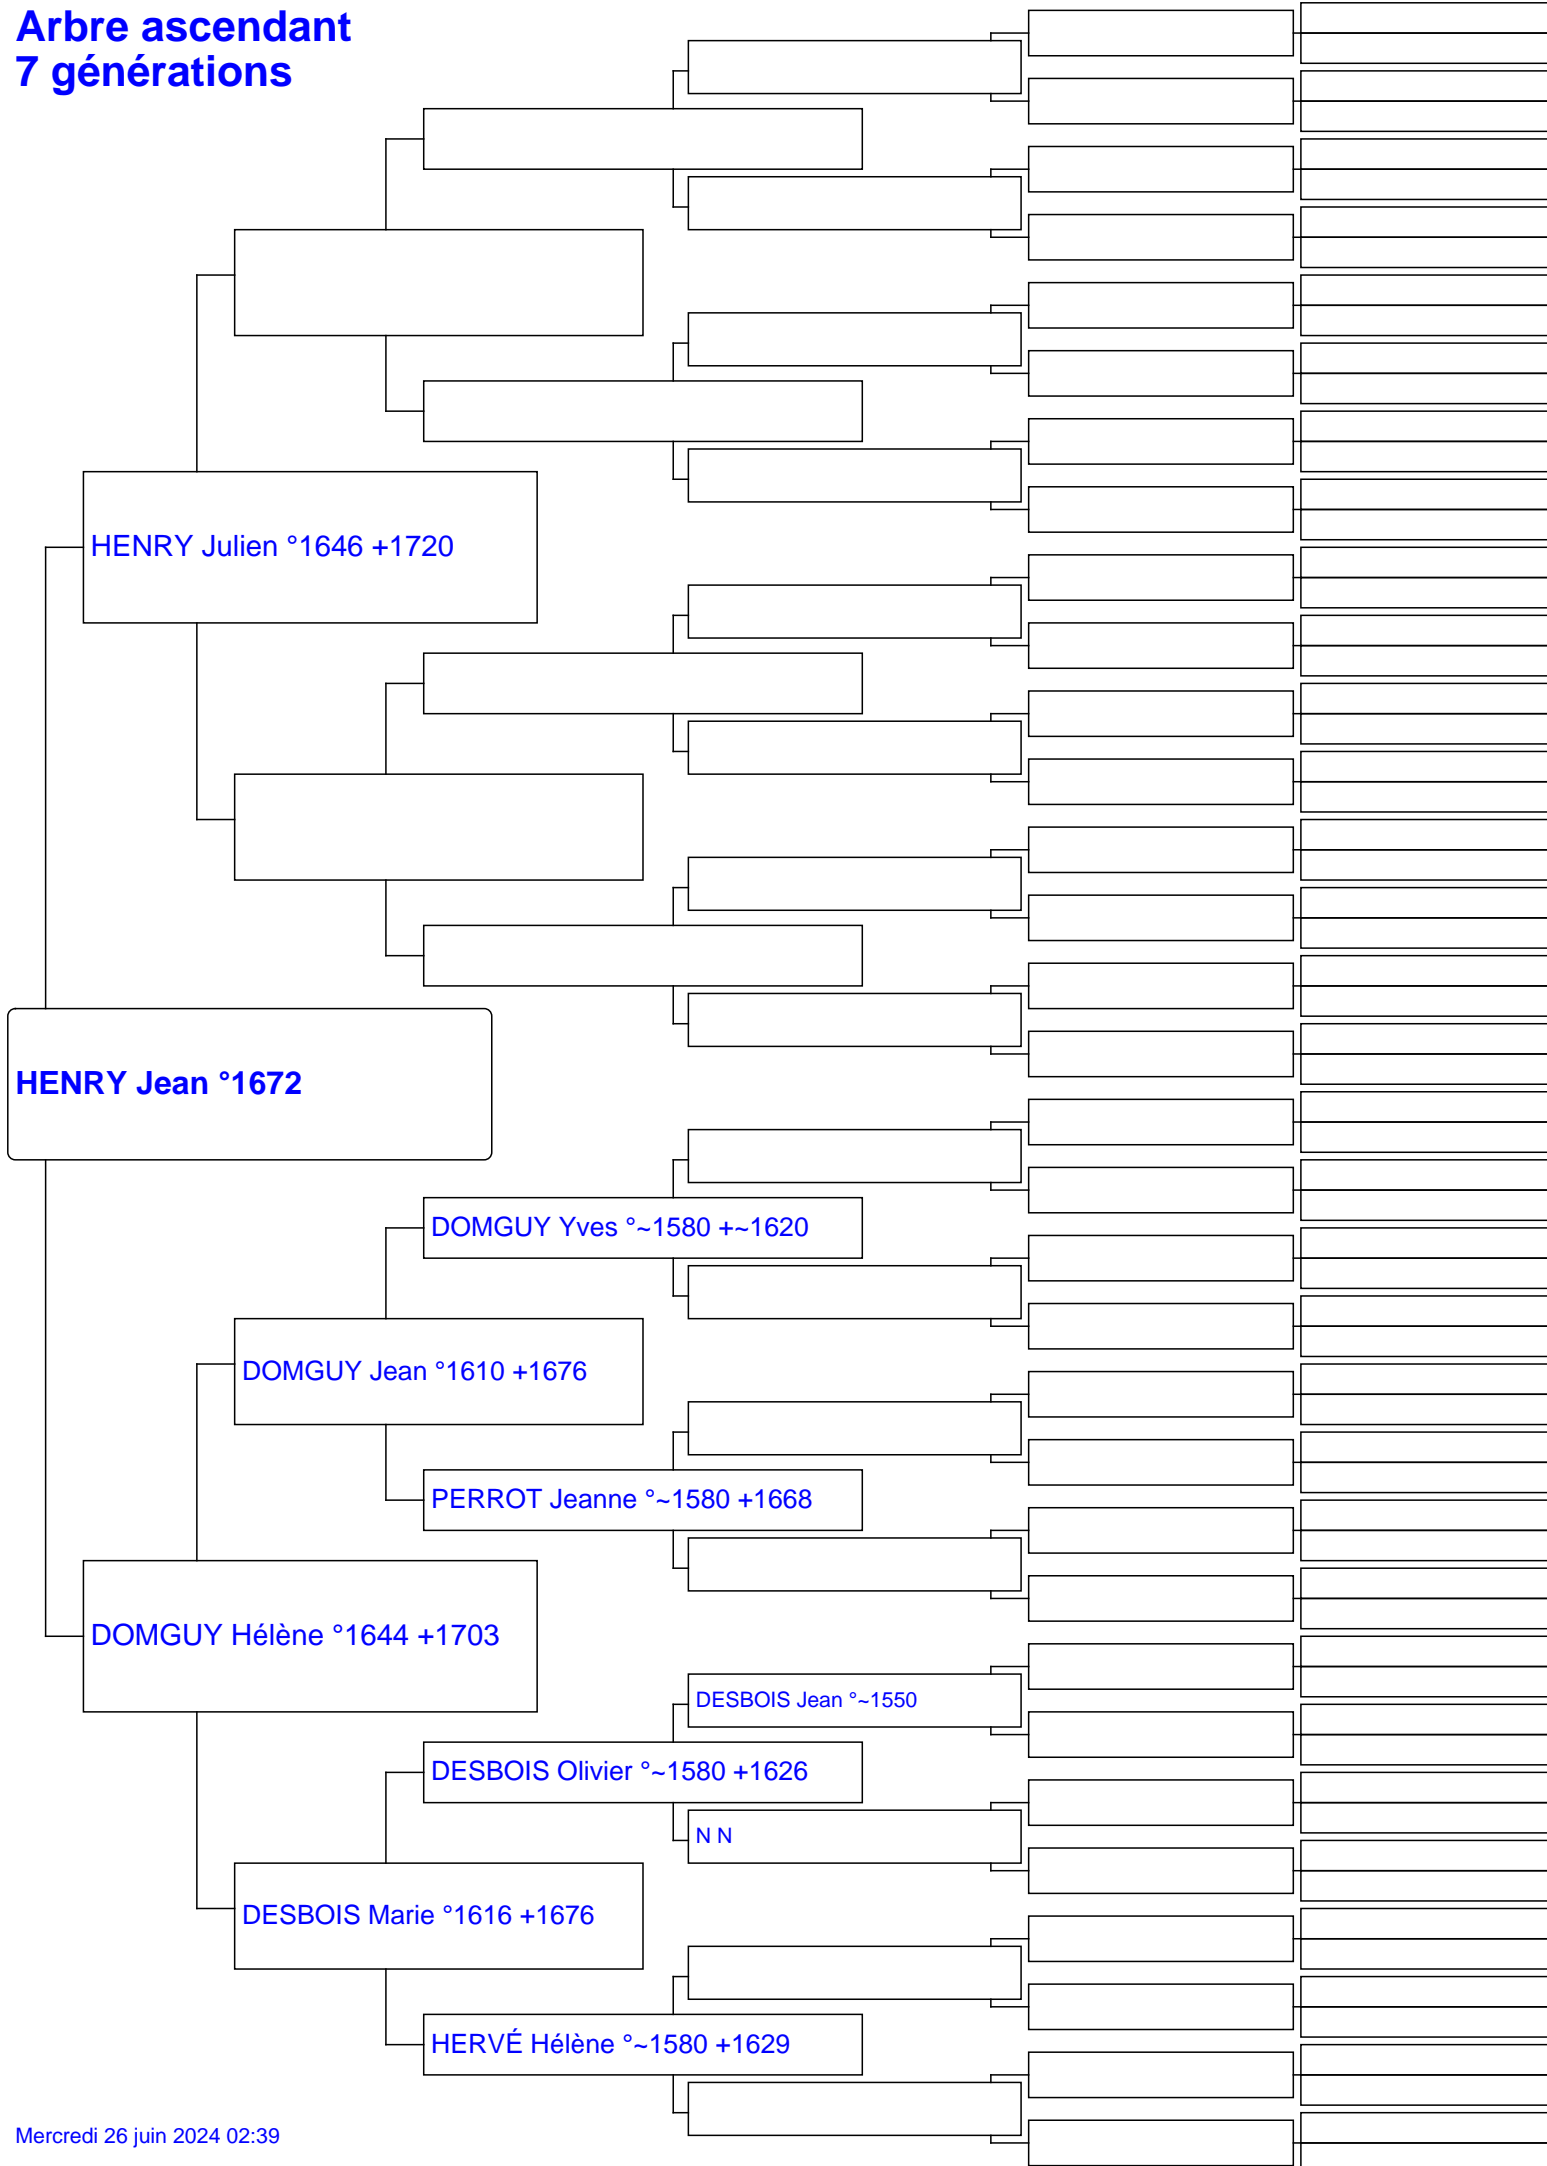 Arbre ascendant
7 générations
HENRY Julien °1646 +1720
HENRY Jean °1672
DOMGUY Yves °~1580 +~1620
DOMGUY Jean °1610 +1676
PERROT Jeanne °~1580 +1668
DOMGUY Hélène °1644 +1703
DESBOIS Jean °~1550
DESBOIS Olivier °~1580 +1626
N N
DESBOIS Marie °1616 +1676
HERVÉ Hélène °~1580 +1629
Mercredi 26 juin 2024 02:39